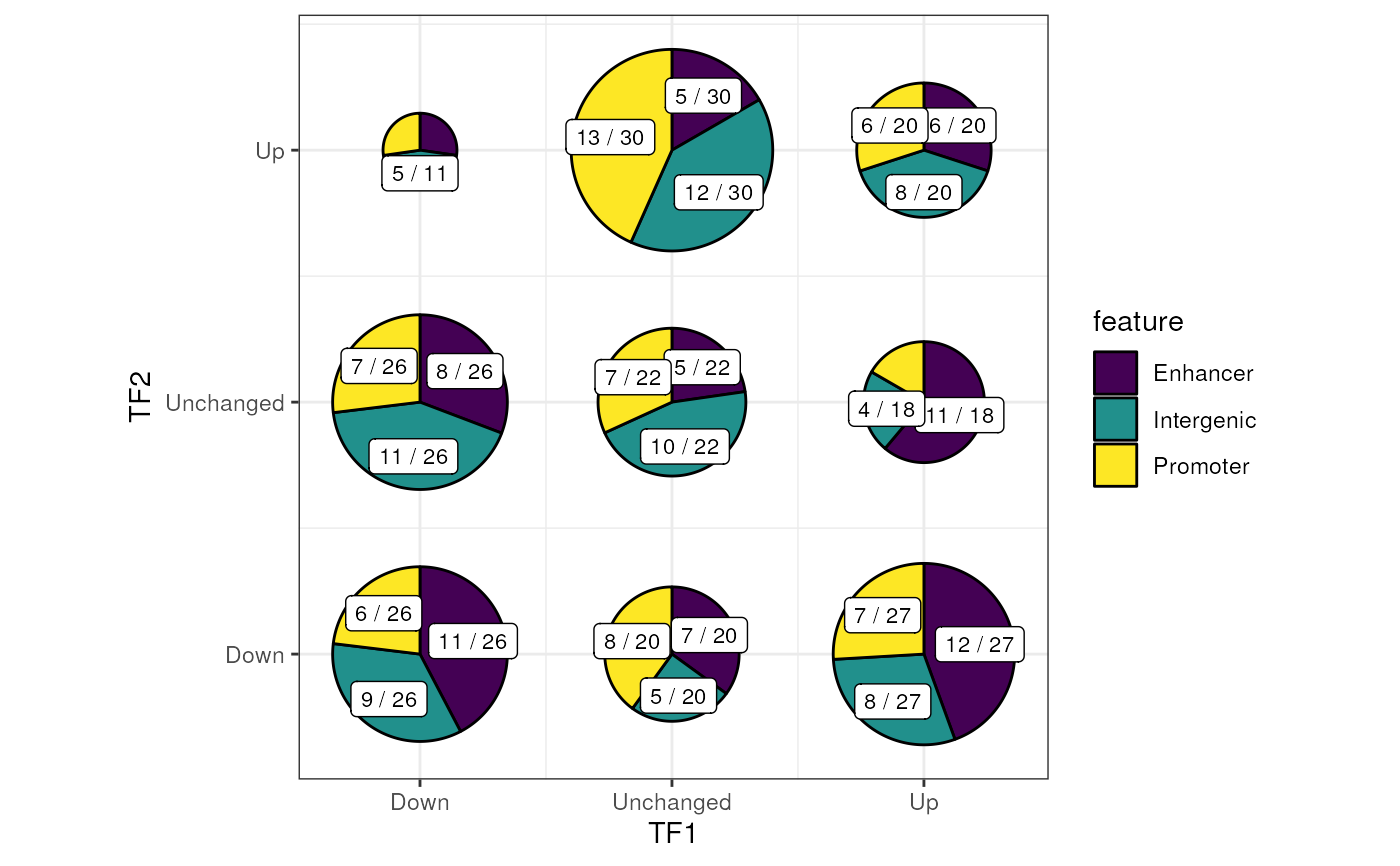 5 / 30
13 / 30
12 / 30
6 / 20
6 / 20
8 / 20
5 / 11
Up
7 / 26
8 / 26
11 / 26
7 / 22
5 / 22
10 / 22
4 / 18
11 / 18
Unchanged
TF2
6 / 26
11 / 26
9 / 26
8 / 20
7 / 20
5 / 20
7 / 27
12 / 27
8 / 27
Down
Down
Unchanged
Up
TF1
feature
Enhancer
Intergenic
Promoter